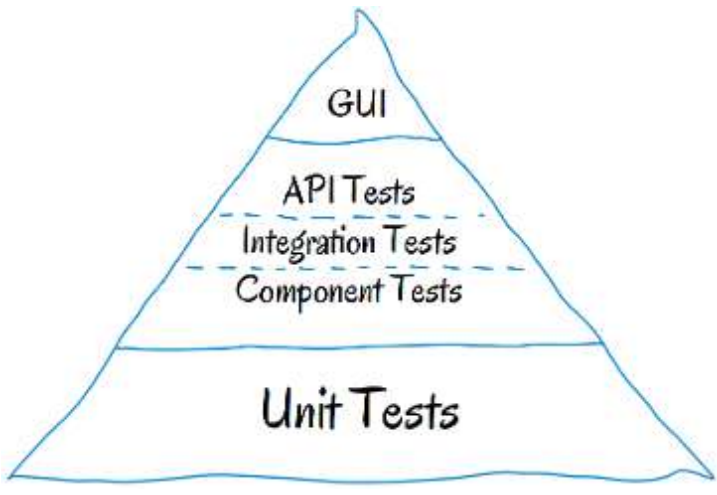 GUI
API Tests
Integration Tests
Component Tests
Unit Tests